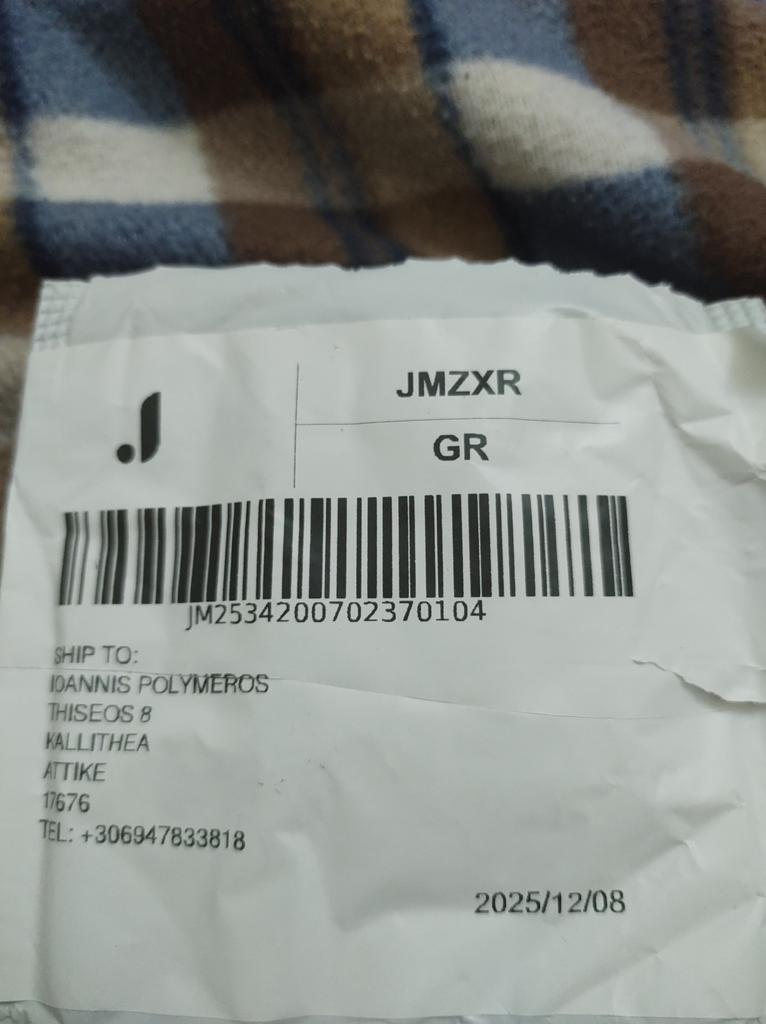 JMZXR
GR
JM2534200702370104
SHIP TO:
IOANNIS POLYMEROS
THISEOS 8
KALLITHEA
ATTIKE
17676
TEL: +306947833818
2025/12/08